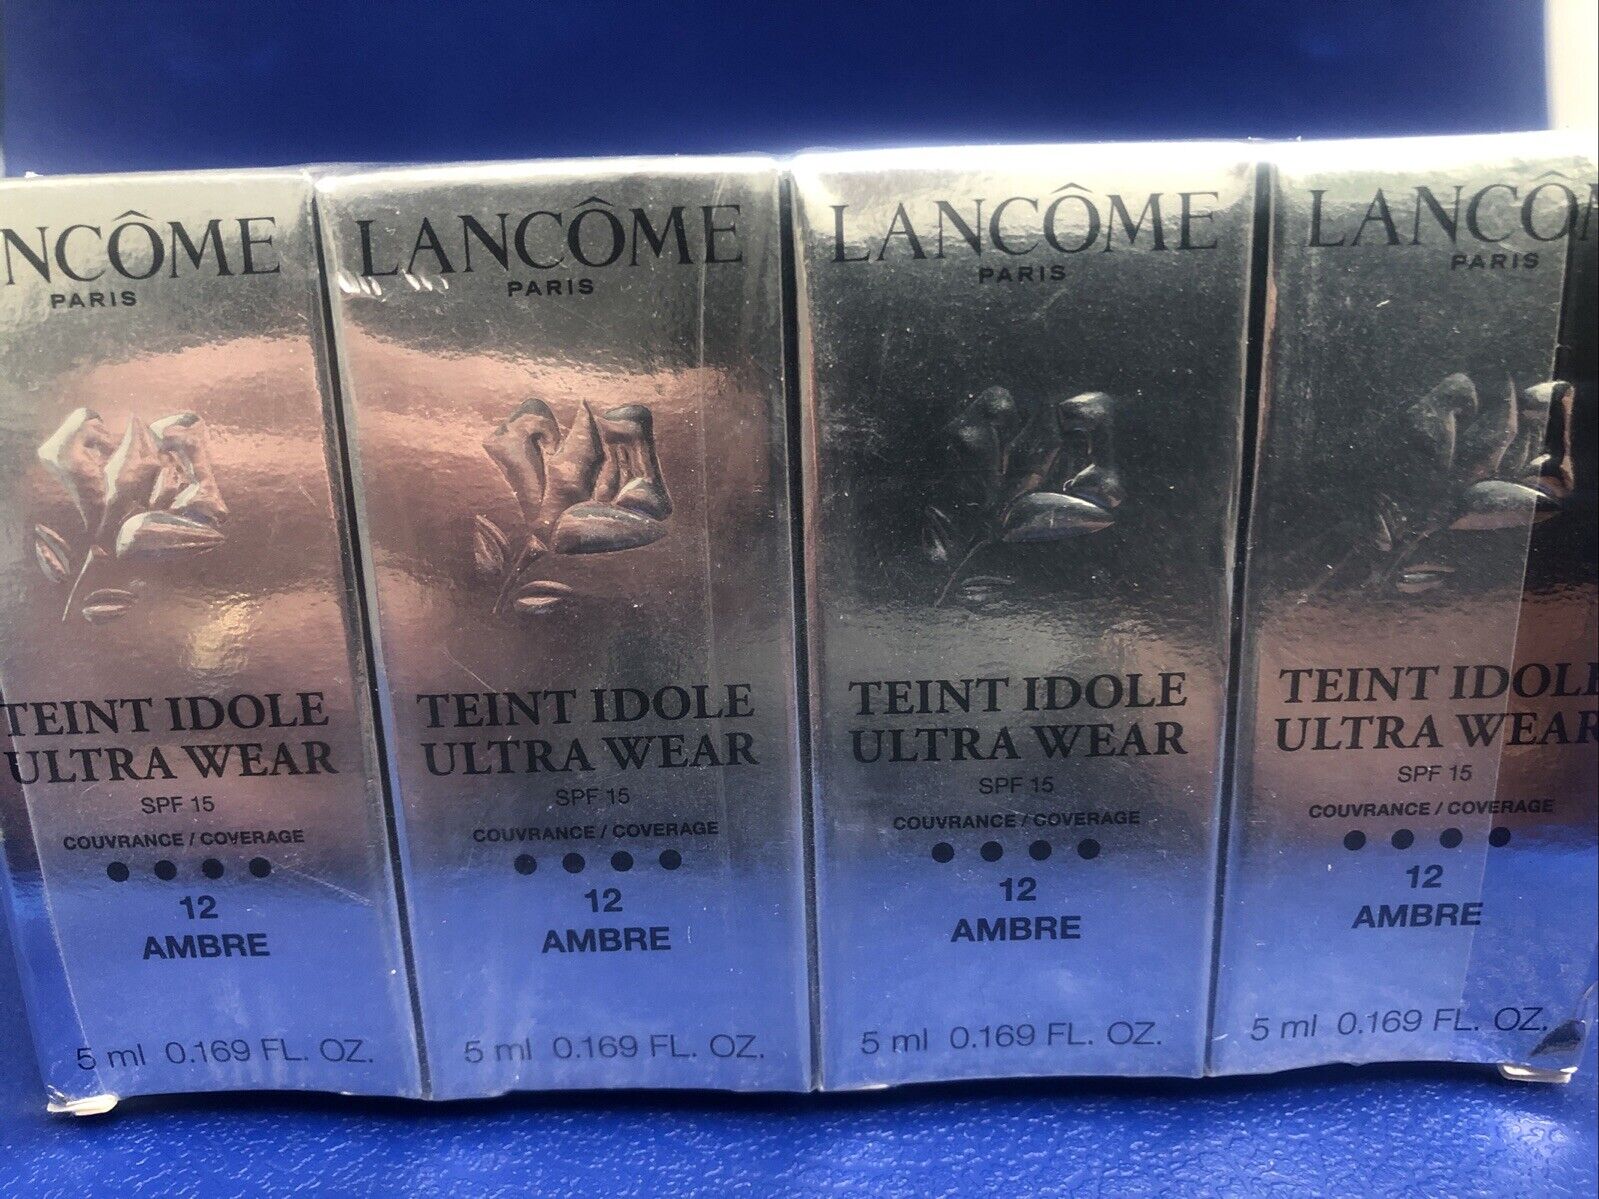 NCÔME
PARIS
TEINT IDOLE
ULTRA WEAR
SPF 15
COUVRANCE / COVERAGE
12
AMBRE
5 ml 0.169 FL. OZ.
LANCÔME
PARIS
TEINT IDOLE
ULTRA WEAR
SPF 15
COUVRANCE / COVERAGE
12
AMBRE
5 ml 0.169 FL. OZ.
LANCÔME
PARIS
TEINT IDOLE
ULTRA WEAR
SPF 15
COUVRANCE / COVERAGE
12
AMBRE
5 ml 0.169 FL. OZ.
LANCÔM
PARIS
TEINT IDOLE
ULTRA WEAR
SPF 15
COUVRANCE / COVERAGE
12
AMBRE
5 ml 0.169 FL. OZ.